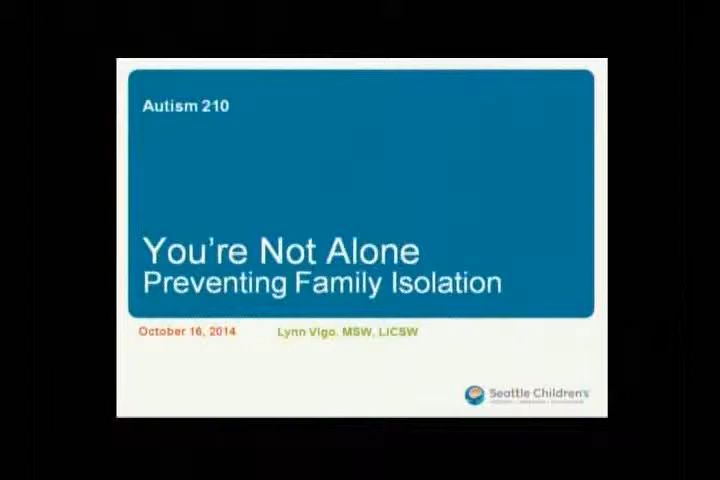 Autism 210
You're Not Alone
Preventing Family Isolation
October 16, 2014 Lynn Vigo, MSW, LICSW
Seattle Children's